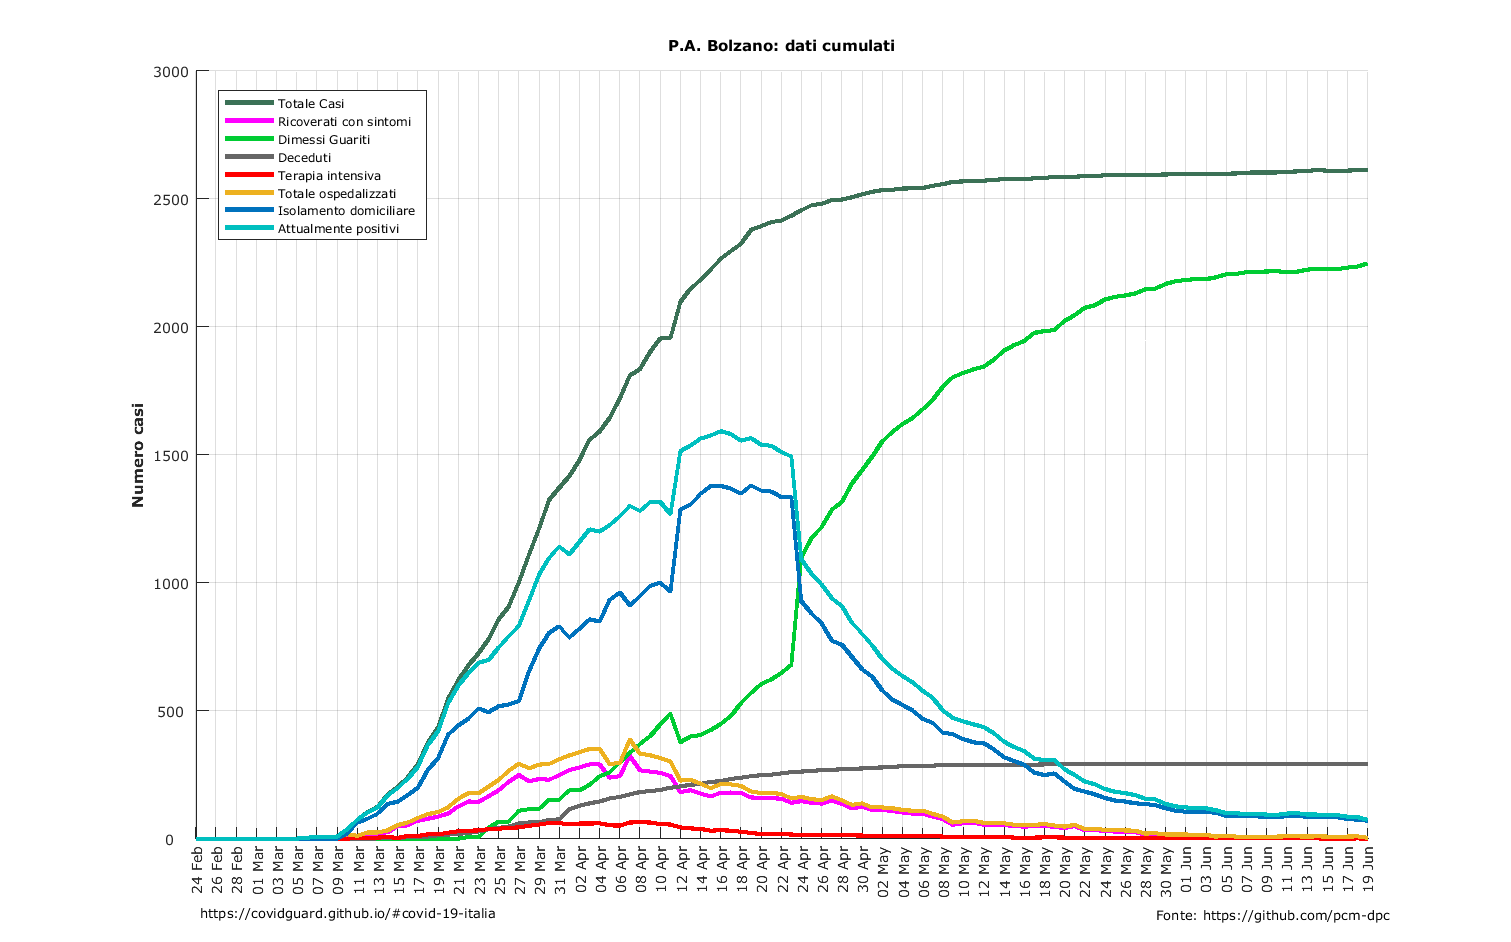 P.A. Bolzano: dati cumulati
3000
2500
2000
1500
1000
500
0
Numero casi
Totale Casi
Ricoverati con sintomi
Dimessi Guariti
Deceduti
Terapia intensiva
Totale ospedalizzati
Isolamento domiciliare
Attualmente positivi
24 Feb
26 Feb
28 Feb
01 Mar
03 Mar
05 Mar
07 Mar
09 Mar
11 Mar
13 Mar
15 Mar
17 Mar
19 Mar
21 Mar
23 Mar
25 Mar
27 Mar
29 Mar
31 Mar
02 Apr
04 Apr
06 Apr
08 Apr
10 Apr
12 Apr
14 Apr
16 Apr
18 Apr
20 Apr
22 Apr
24 Apr
26 Apr
28 Apr
30 Apr
02 May
04 May
06 May
08 May
10 May
12 May
14 May
16 May
18 May
20 May
22 May
24 May
26 May
28 May
30 May
01 Jun
03 Jun
05 Jun
07 Jun
09 Jun
11 Jun
13 Jun
15 Jun
17 Jun
19 Jun
https://covidguard.github.io/#covid-19-italia
Fonte: https://github.com/pcm-dpc